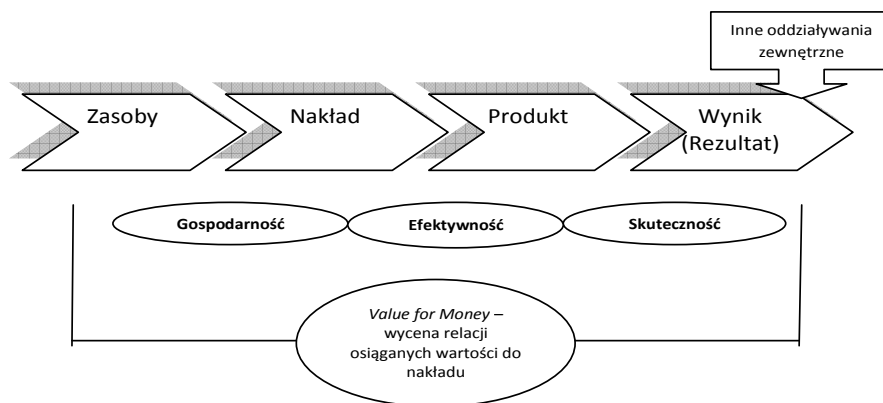 Inne oddziaływania
zewnętrzne
Zasoby
Nakład
Produkt
Wynik
(Rezultat)
Gospodarność
Efektywność
Skuteczność
Value for Money –
wycena relacji
osiąganych wartości do
nakładu